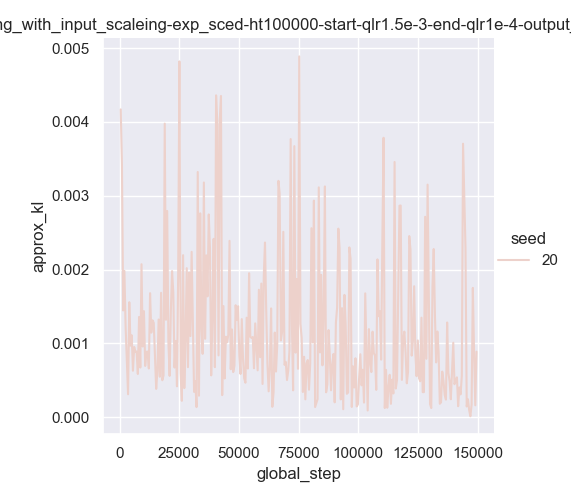 ng_with_input_scaleing-exp_sced-ht100000-start-qlr1.5e-3-end-qlr1e-4-output_
0.005
0.004
0.003
0.002
0.001
0.000
approx_kl
0 25000 50000 75000 100000 125000 150000
global_step
seed
20